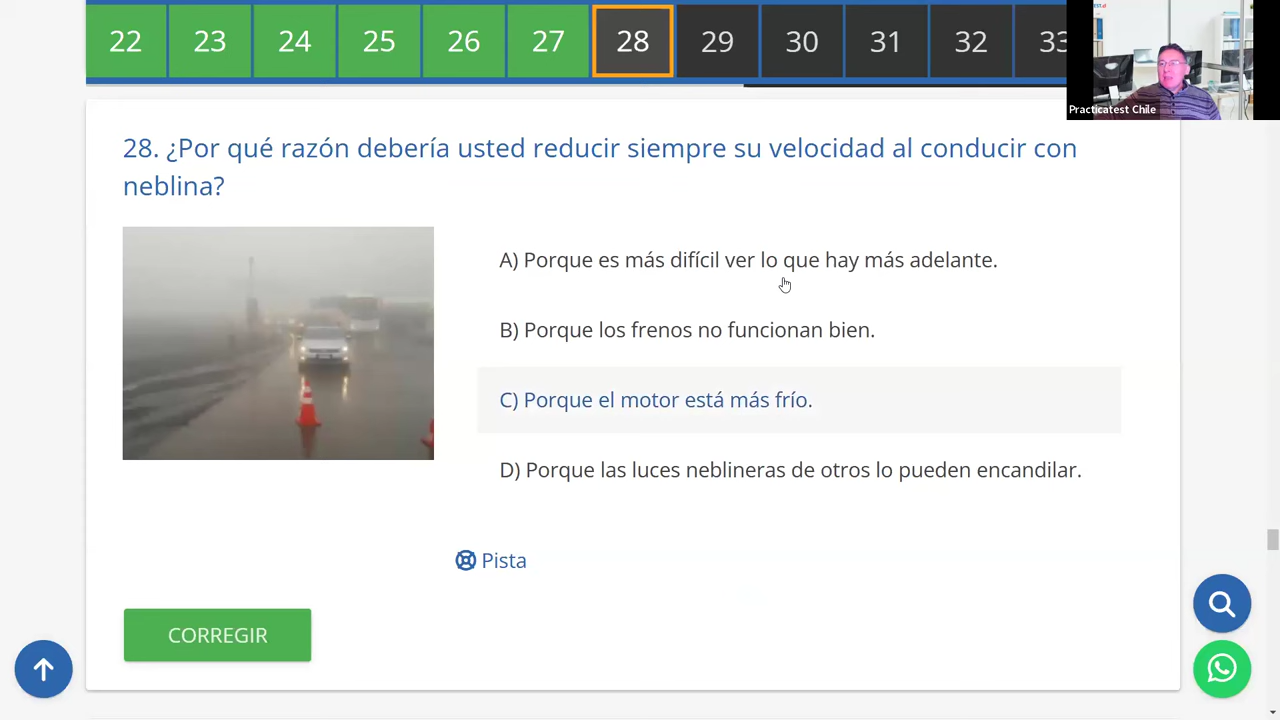 22 23 24 25 26 27 28 29 30 31 32 33
Practicatest Chile
28. ¿Por qué razón debería usted reducir siempre su velocidad al conducir con
neblina?
A) Porque es más difícil ver lo que hay más adelante.
B) Porque los frenos no funcionan bien.
C) Porque el motor está más frío.
D) Porque las luces neblineras de otros lo pueden encandilar.
Pista
CORREGIR